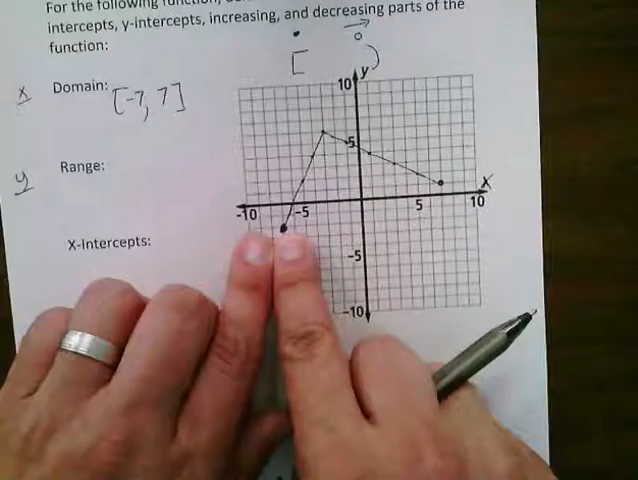 For the following function,
intercepts, y-intercepts, increasing, and decreasing parts of the
function:
[ o )
x Domain: [-7, 7]
y Range:
X-Intercepts:
10 y
5
-10 -5 5 10 X
-5
-10